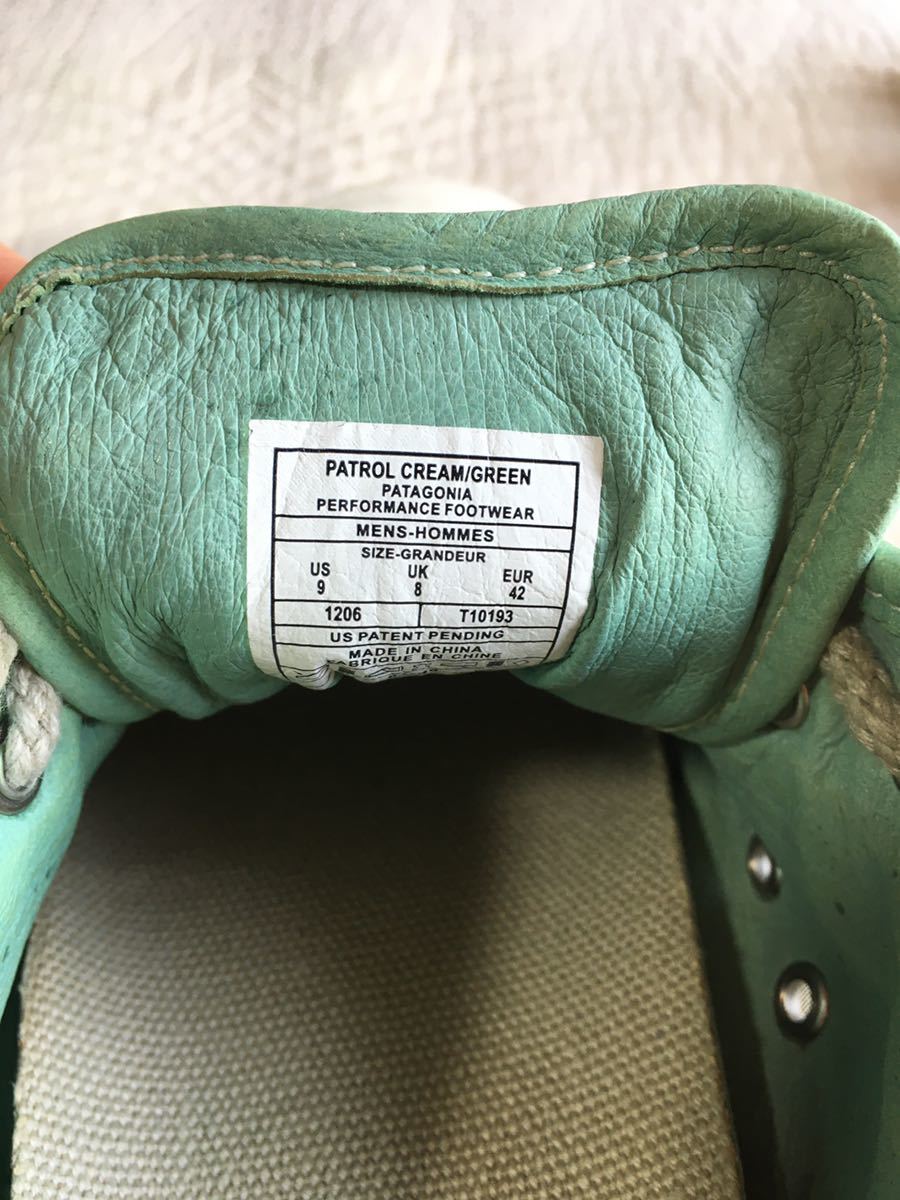 PATROL CREAM/GREEN
PATAGONIA
PERFORMANCE FOOTWEAR
MENS-HOMMES
SIZE-GRANDEUR
US UK EUR
9 8 42
1206 T10193
US PATENT PENDING
MADE IN CHINA
FABRIQUE EN CHINE